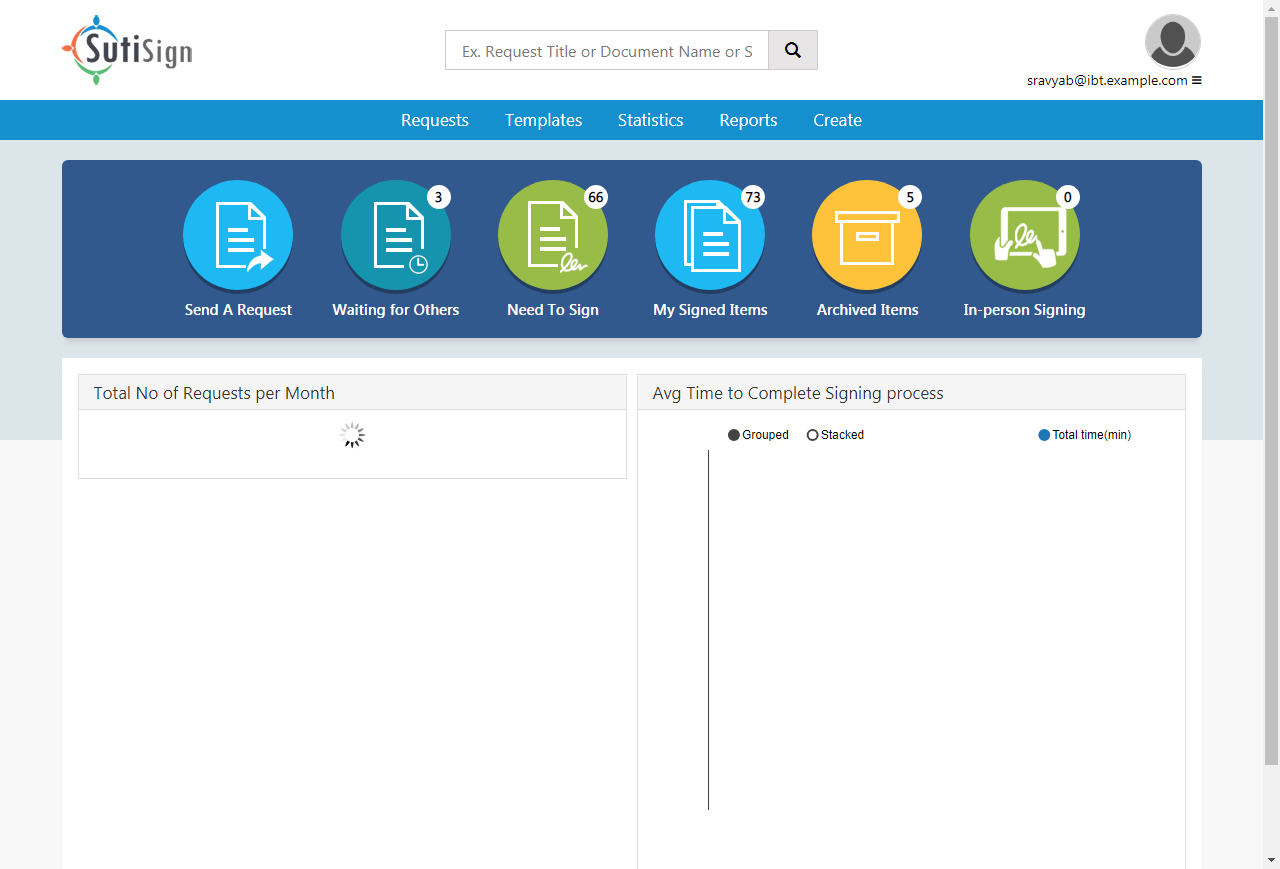 SutiSign
Ex. Request Title or Document Name or S
sravyab@ibt.example.com
Requests Templates Statistics Reports Create
3 66 73 5 0
Send A Request Waiting for Others Need To Sign My Signed Items Archived Items In-person Signing
Total No of Requests per Month
Avg Time to Complete Signing process
Grouped Stacked Total time(min)